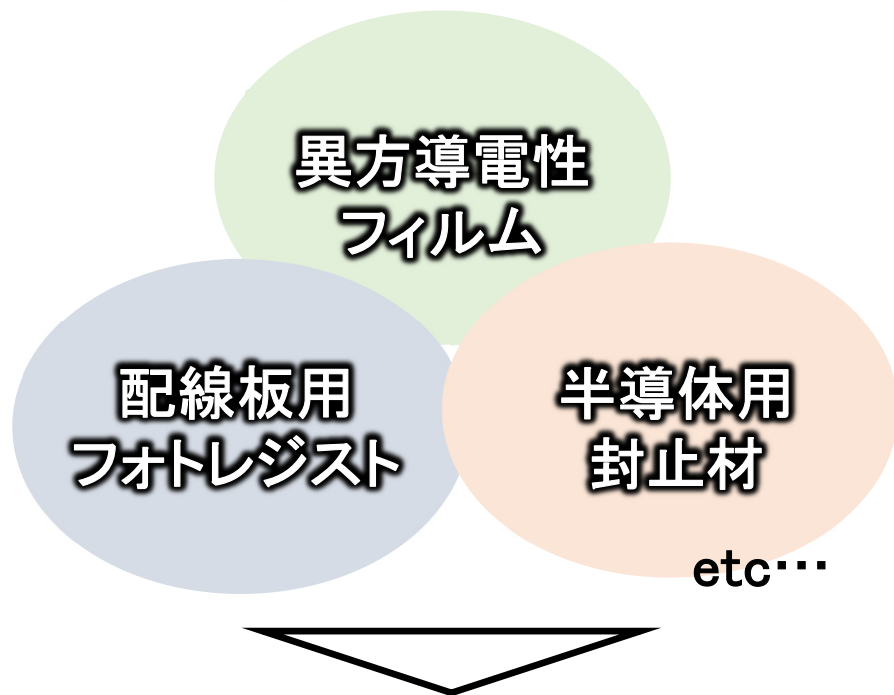 異方導電性
フィルム
配線板用
フォトレジスト
半導体用
封止材
etc…